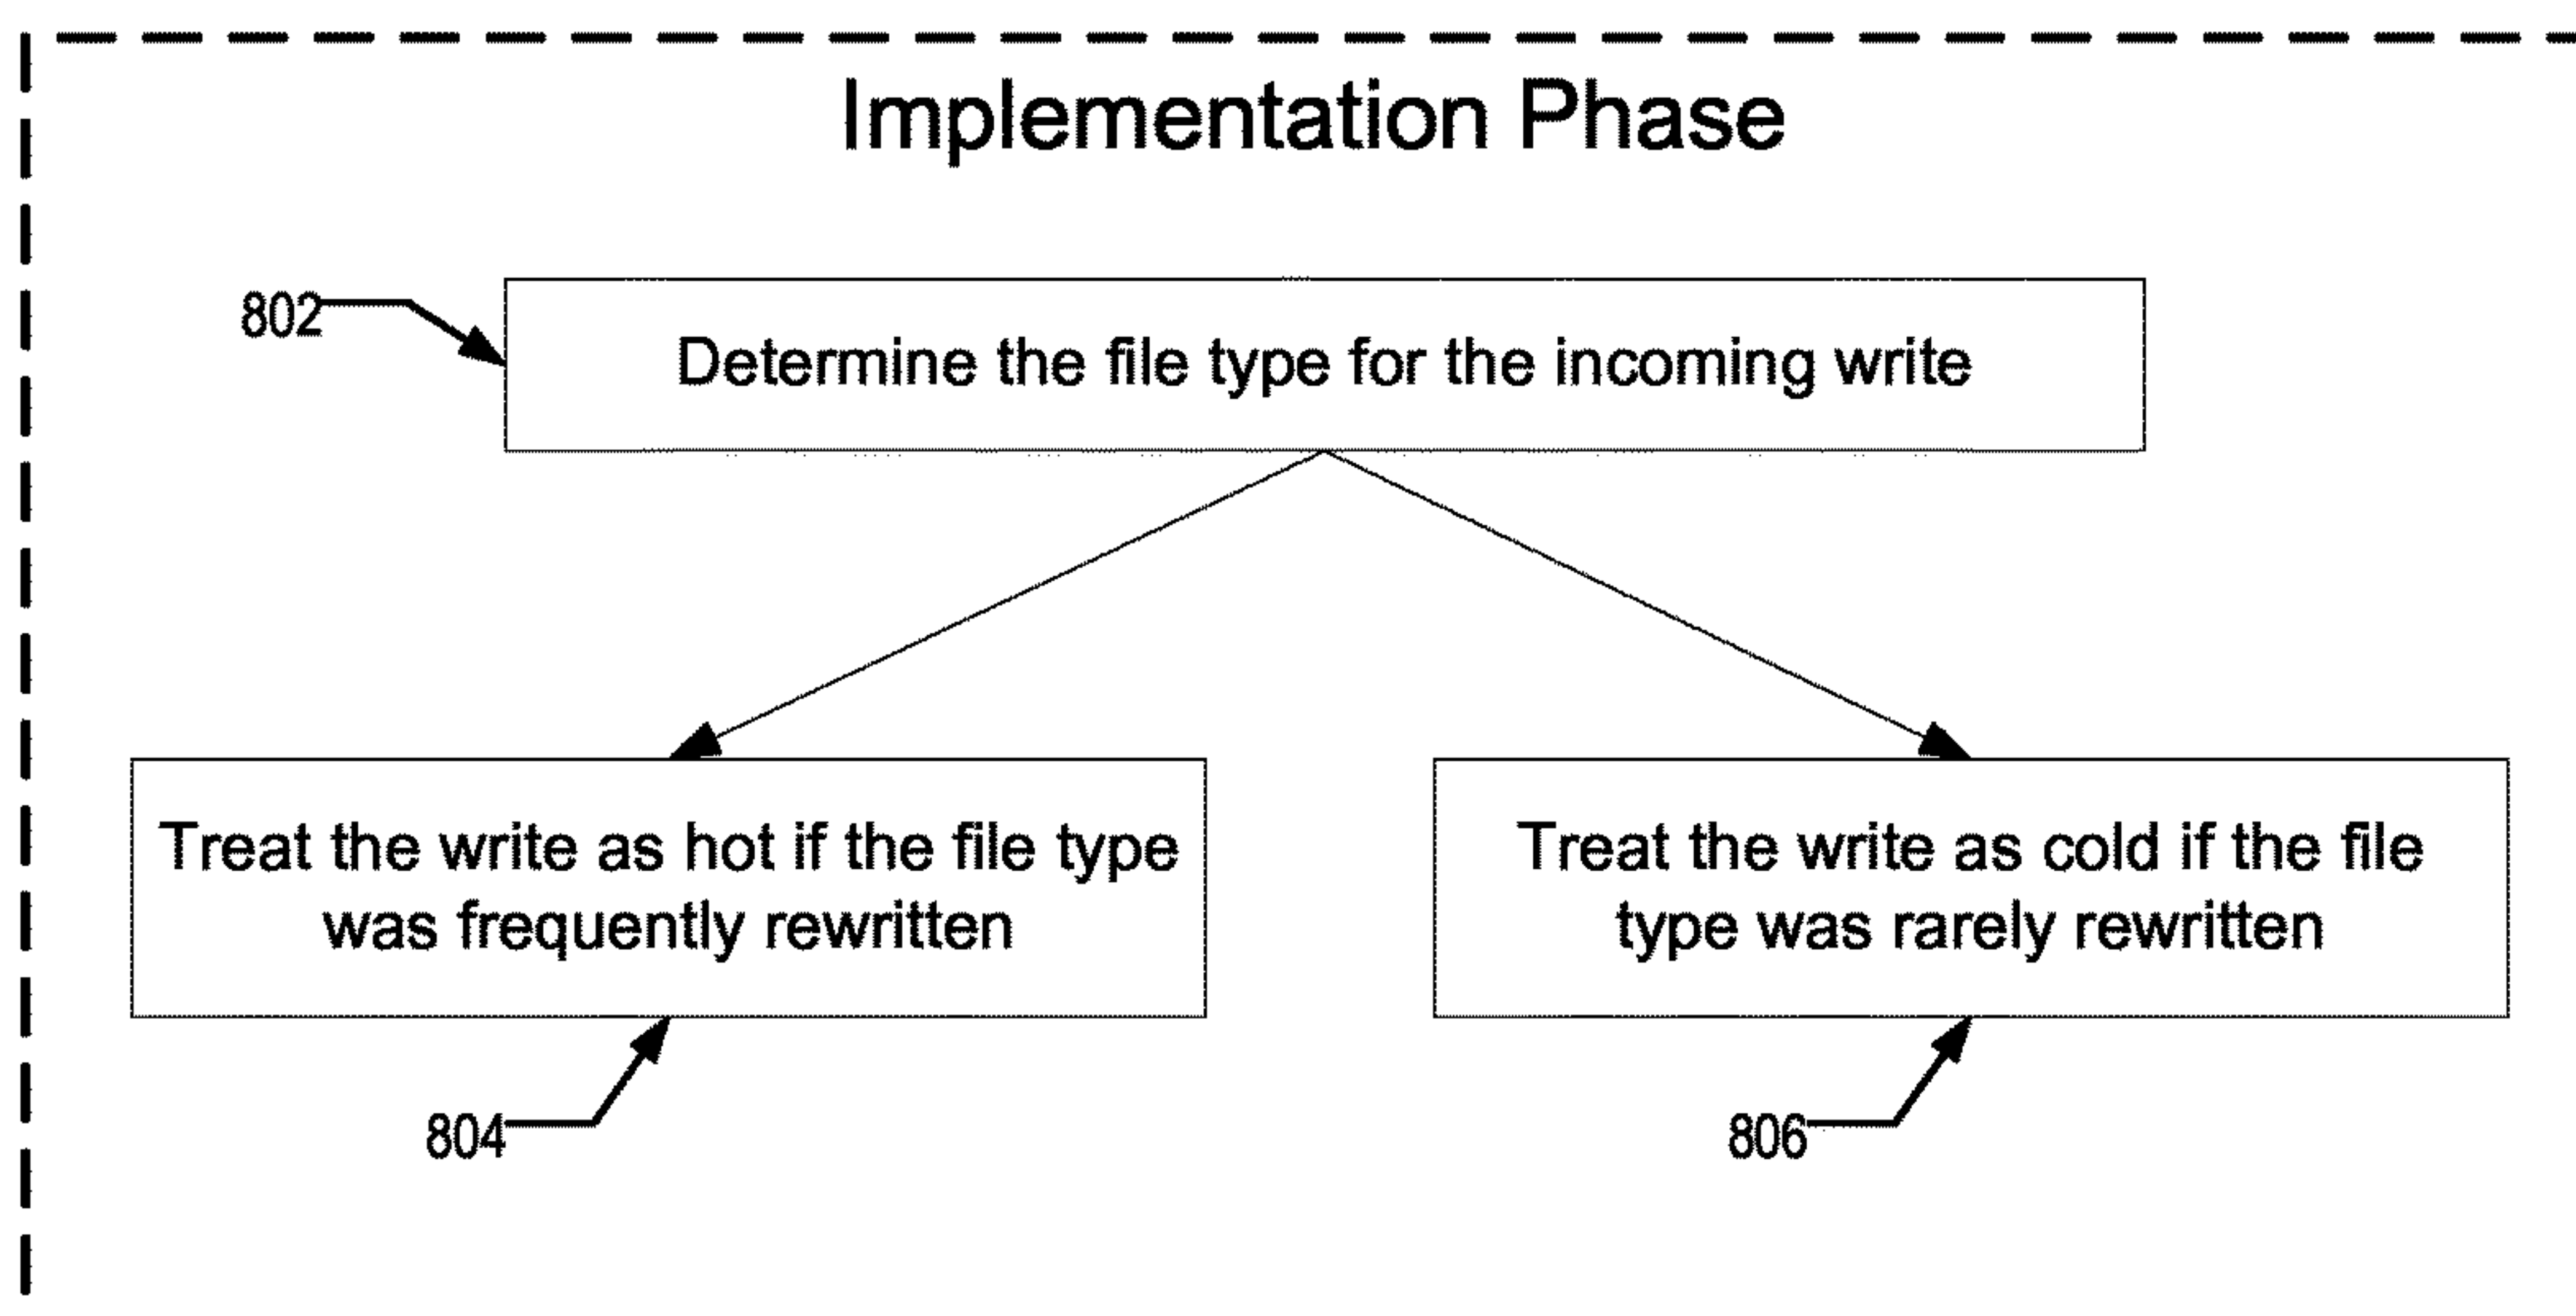 Implementation Phase
802
Determine the file type for the incoming write
Treat the write as hot if the file type
was frequently rewritten
Treat the write as cold if the file
type was rarely rewritten
804
806